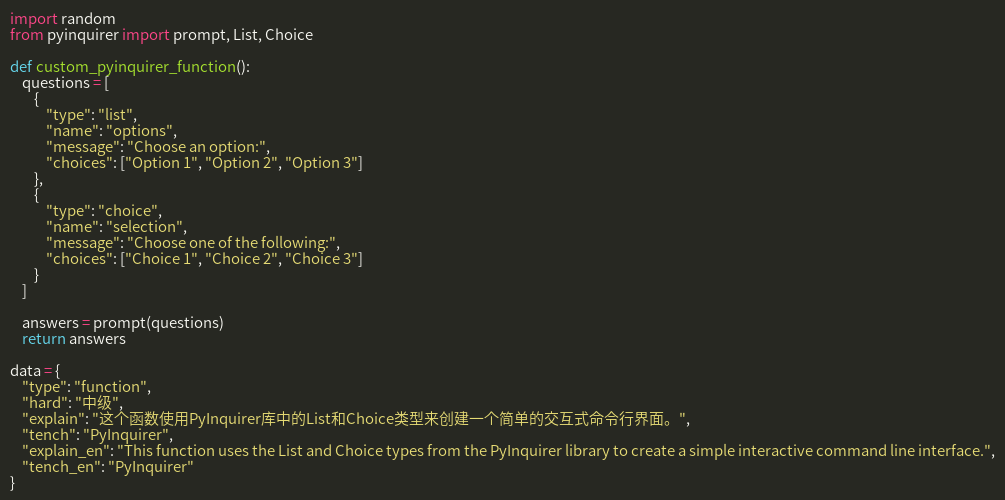 import random
from pyinquirer import prompt, List, Choice

def custom_pyinquirer_function():
    questions = [
        {
            "type": "list",
            "name": "options",
            "message": "Choose an option:",
            "choices": ["Option 1", "Option 2", "Option 3"]
        },
        {
            "type": "choice",
            "name": "selection",
            "message": "Choose one of the following:",
            "choices": ["Choice 1", "Choice 2", "Choice 3"]
        }
    ]

    answers = prompt(questions)
    return answers

data = {
    "type": "function",
    "hard": "中级",
    "explain": "这个函数使用PyInquirer库中的List和Choice类型来创建一个简单的交互式命令行界面。",
    "tench": "PyInquirer",
    "explain_en": "This function uses the List and Choice types from the PyInquirer library to create a simple interactive command line interface.",
    "tench_en": "PyInquirer"
}